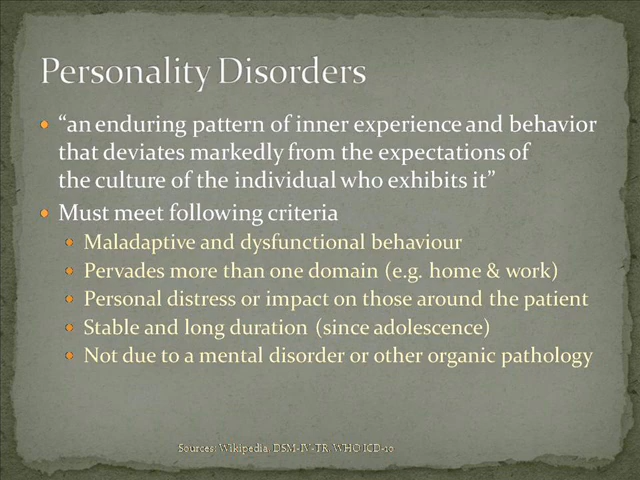 Personality Disorders
“an enduring pattern of inner experience and behavior
that deviates markedly from the expectations of
the culture of the individual who exhibits it”
Must meet following criteria
Maladaptive and dysfunctional behaviour
Pervades more than one domain (e.g. home & work)
Personal distress or impact on those around the patient
Stable and long duration (since adolescence)
Not due to a mental disorder or other organic pathology
Sources: Wikipedia, DSM-IV-TR, WHO ICD-10